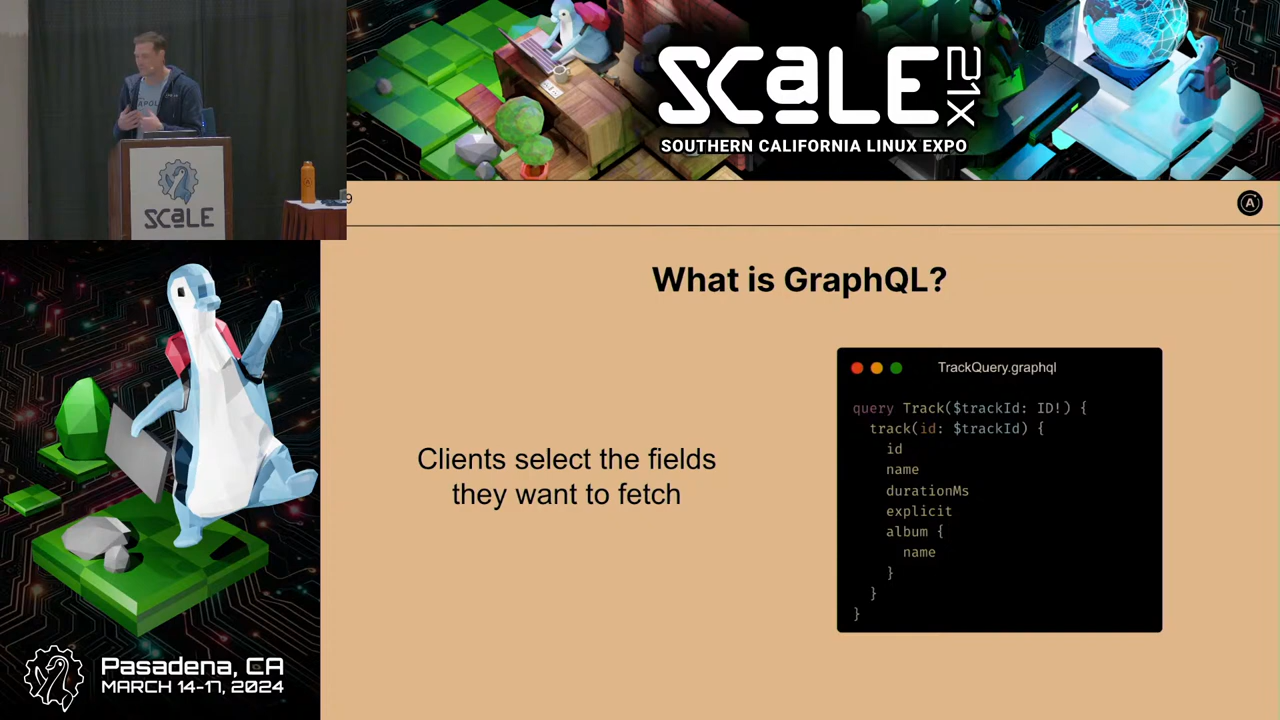 APOL
SCaLE
SCaLE 21x
SOUTHERN CALIFORNIA LINUX EXPO
9
A
What is GraphQL?
Clients select the fields
they want to fetch
TrackQuery.graphql
query Track($trackId: ID!) {
  track(id: $trackId) {
    id
    name
    durationMs
    explicit
    album {
      name
    }
  }
}
Pasadena, CA
MARCH 14-17, 2024